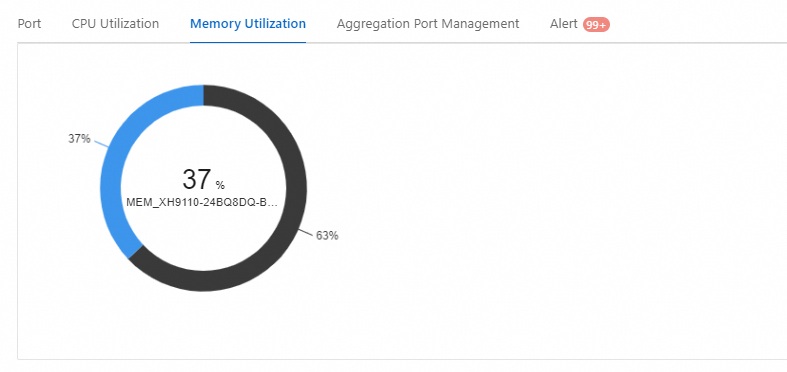 Port CPU Utilization Memory Utilization Aggregation Port Management Alert 99+
37%
37 %
MEM_XH9110-24BQ8DQ-B...
63%